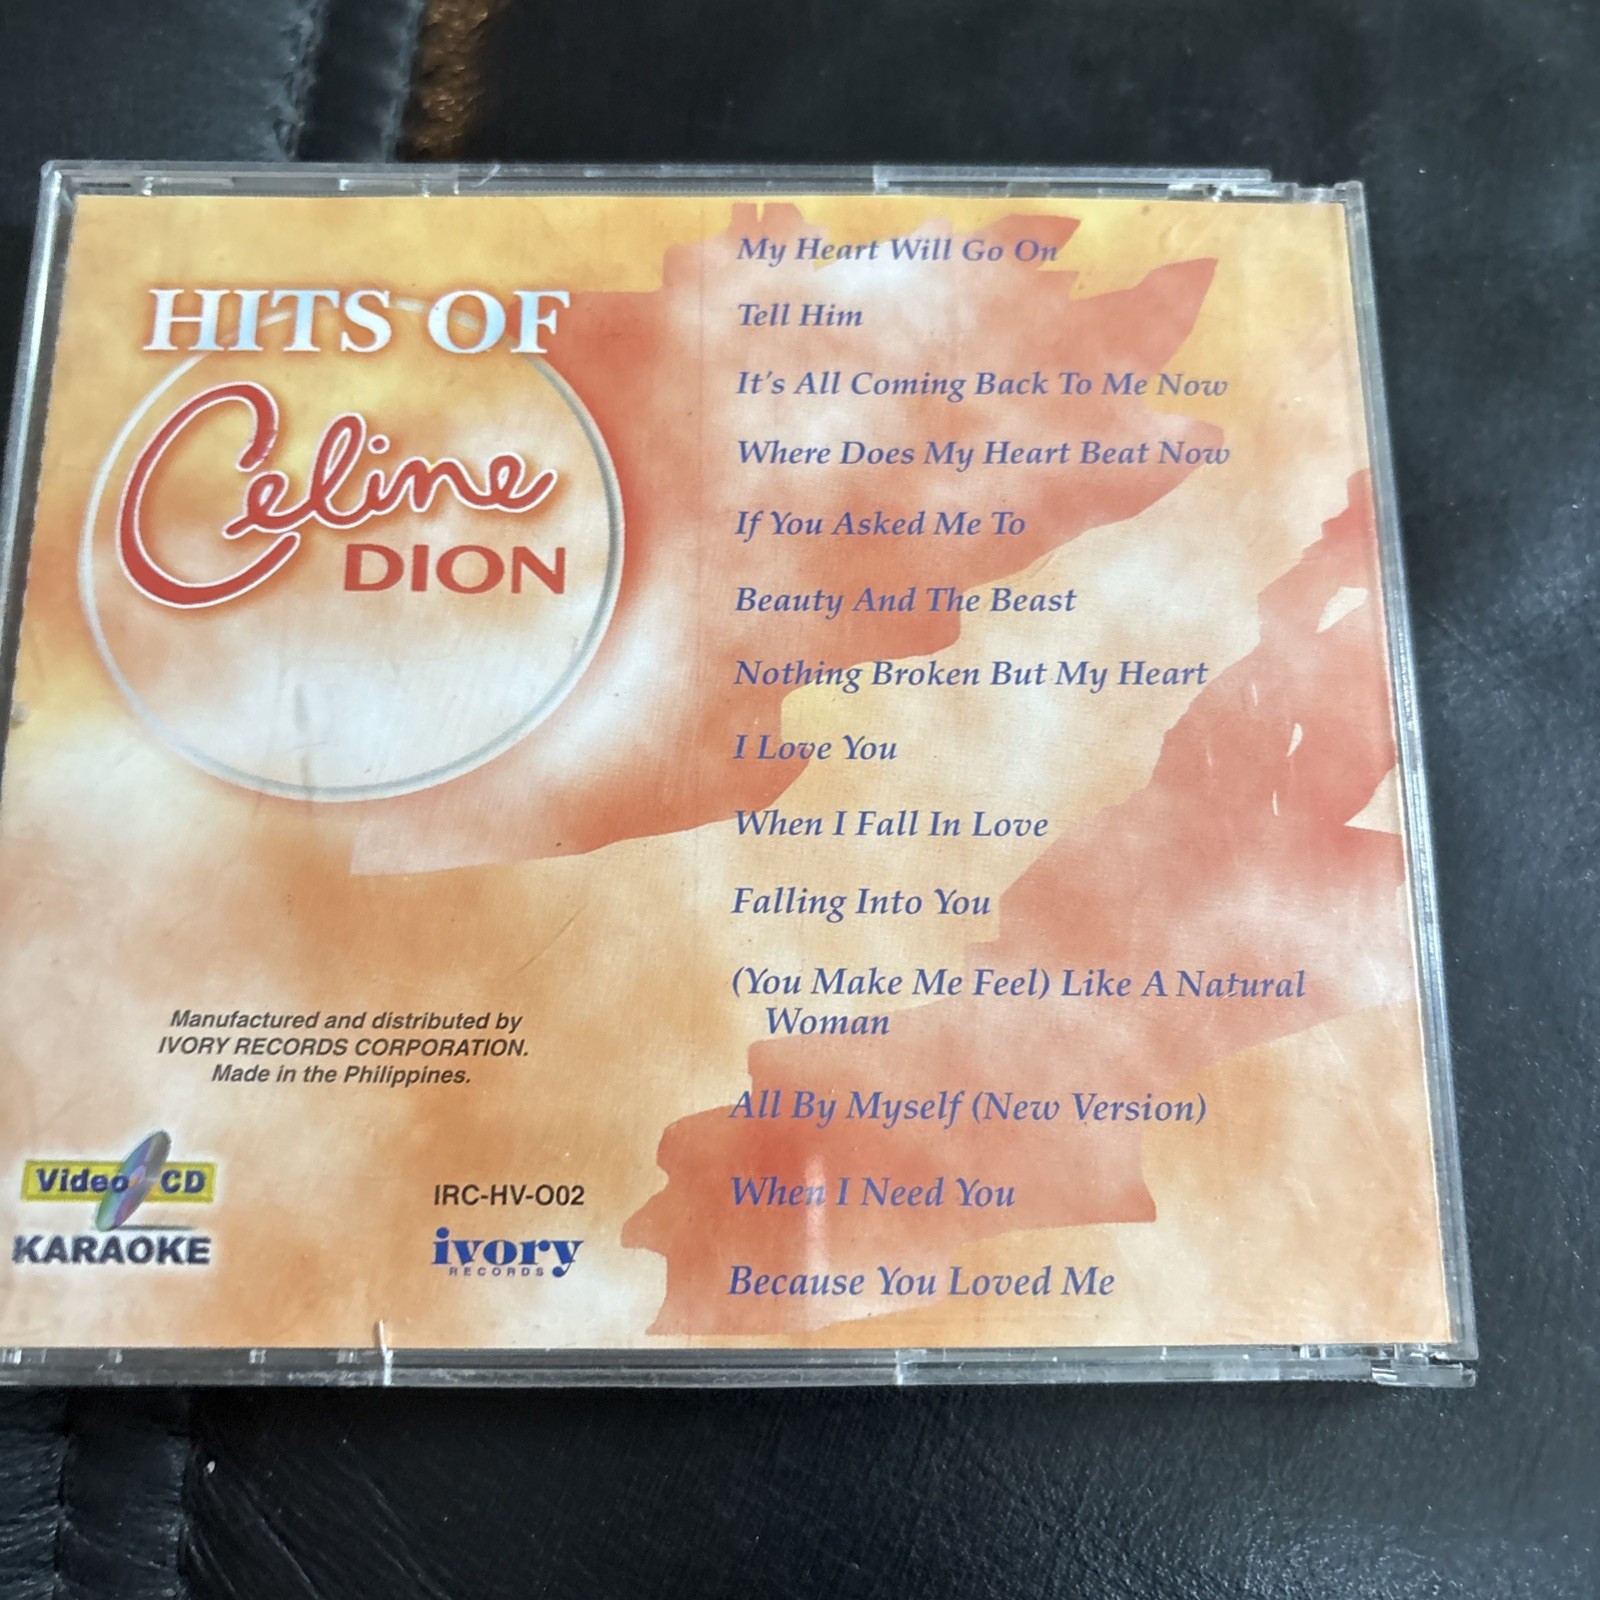 HITS OF
Celine
DION
My Heart Will Go On
Tell Him
It's All Coming Back To Me Now
Where Does My Heart Beat Now
If You Asked Me To
Beauty And The Beast
Nothing Broken But My Heart
I Love You
When I Fall In Love
Falling Into You
(You Make Me Feel) Like A Natural
Woman
All By Myself (New Version)
When I Need You
Because You Loved Me
Manufactured and distributed by
IVORY RECORDS CORPORATION.
Made in the Philippines.
Video CD
KARAOKE
IRC-HV-O02
ivory
RECORDS